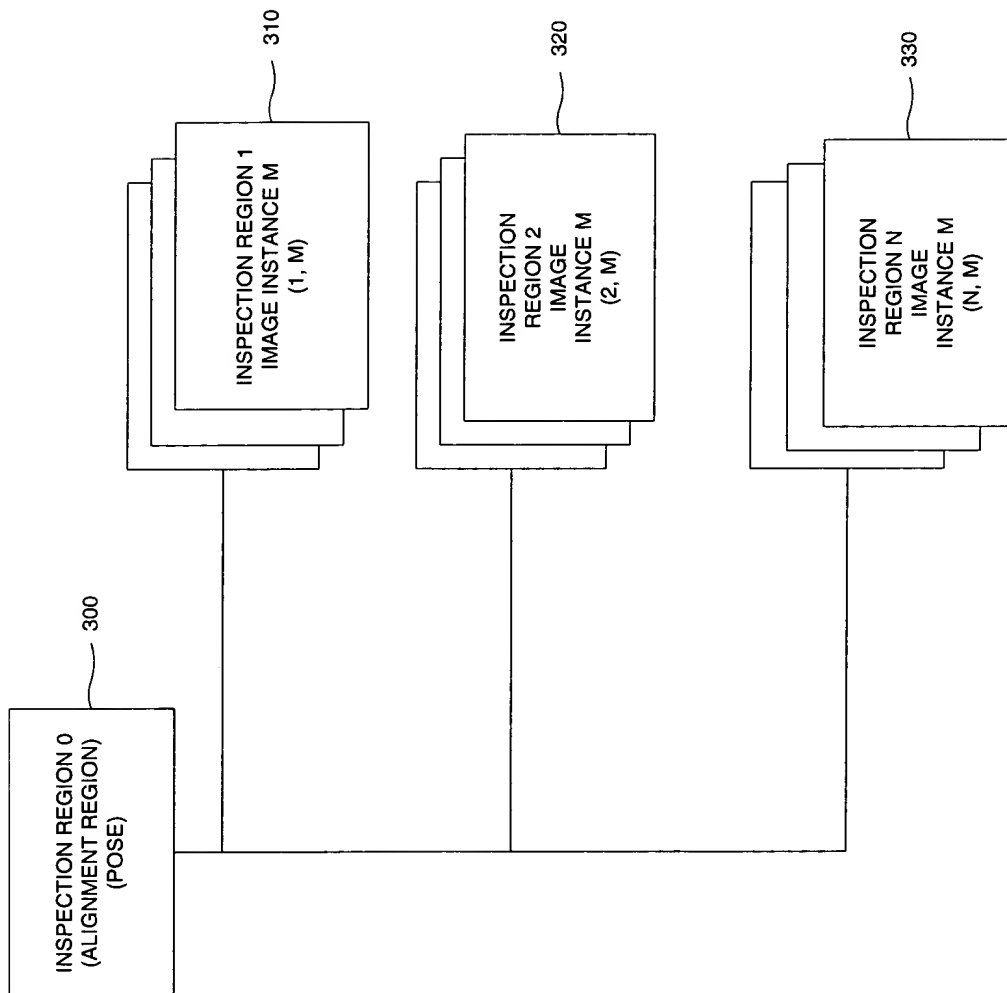 INSPECTION REGION 0
(ALIGNMENT REGION)
(POSE)
300
INSPECTION REGION 1
IMAGE INSTANCE M
(1, M)
310
INSPECTION
REGION 2
IMAGE
INSTANCE M
(2, M)
320
INSPECTION
REGION N
IMAGE
INSTANCE M
(N, M)
330